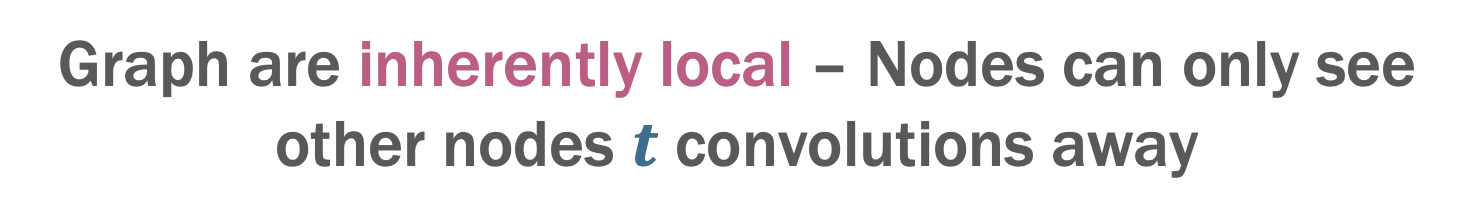 Graph are inherently local – Nodes can only see
other nodes t convolutions away